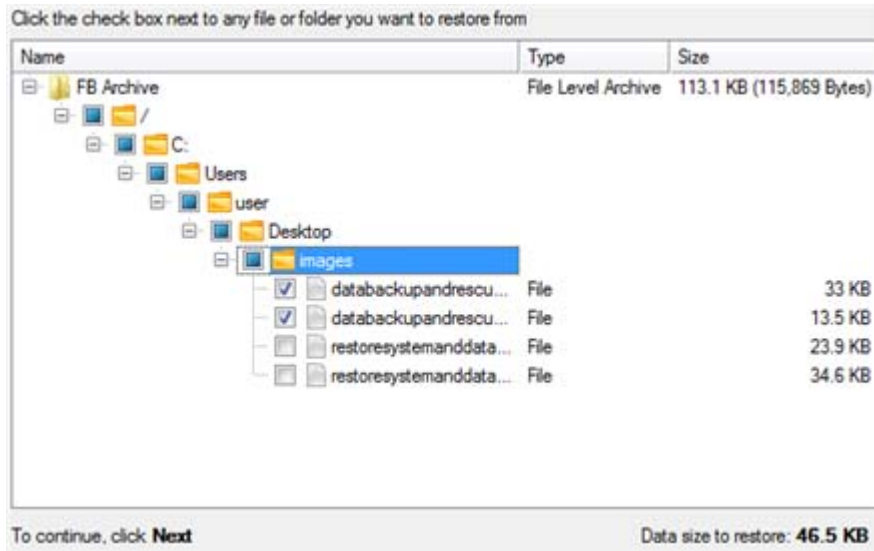 Click the check box next to any file or folder you want to restore from
Name Type Size
FB Archive File Level Archive 113.1 KB (115,869 Bytes)
/
C:
Users
user
Desktop
images
databackupandrescu... File 33 KB
databackupandrescu... File 13.5 KB
restoresystemanddata... File 23.9 KB
restoresystemanddata... File 34.6 KB
To continue, click Next Data size to restore: 46.5 KB